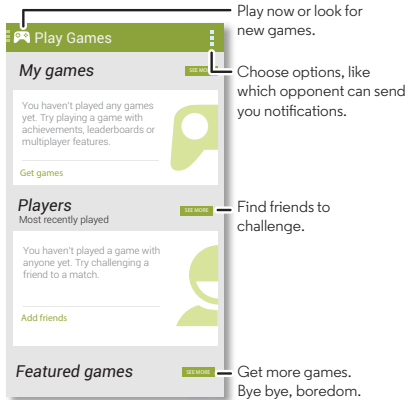 Play now or look for
new games.
Play Games
Choose options, like
which opponent can send
you notifications.
My games
SEE MORE
You haven't played any games
yet. Try playing a game with
achievements, leaderboards or
multiplayer features.
Get games
Players
SEE MORE
Most recently played
Find friends to
challenge.
You haven't played a game with
anyone yet. Try challenging a
friend to a match.
Add friends
Featured games
SEE MORE
Get more games.
Bye bye, boredom.